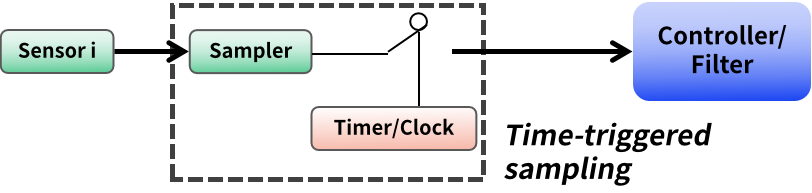 Sensor i
Sampler
Controller/
Filter
Timer/Clock
Time-triggered
sampling